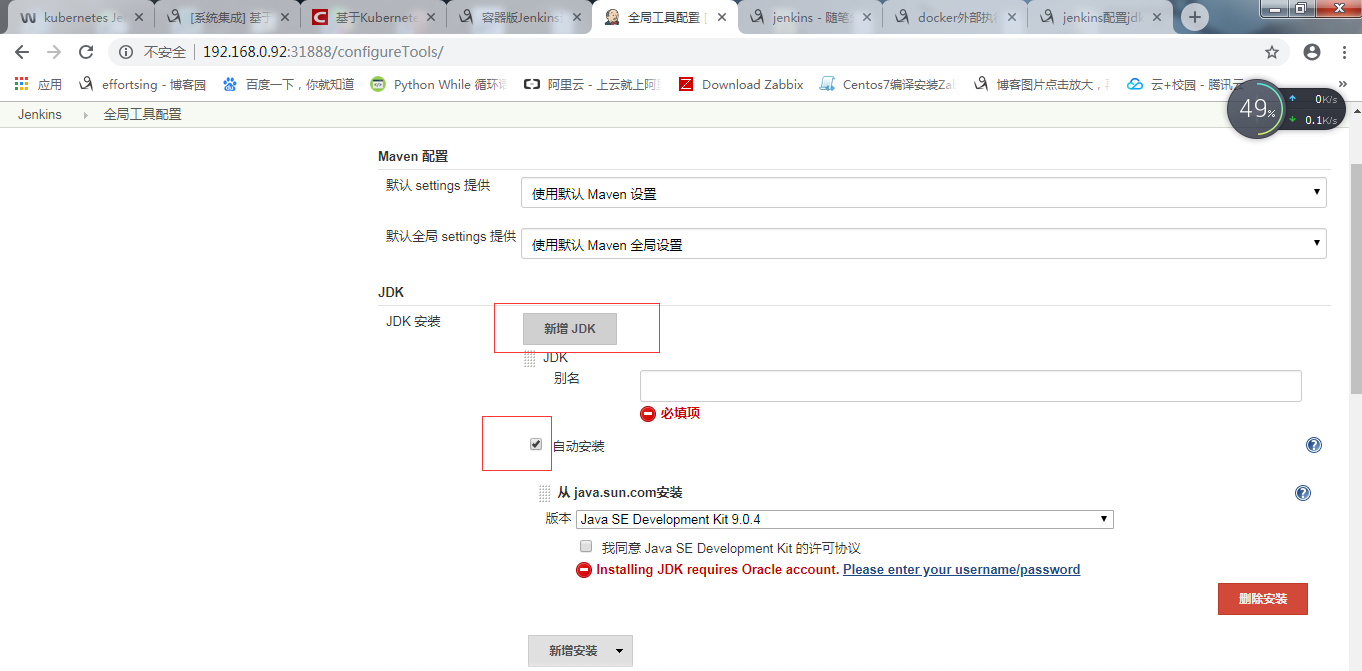 kubernetes Je
[系统集成] 基于
基于Kubernete
容器版Jenkins
全局工具配置 [
jenkins - 随笔
docker外部执
jenkins配置jdk
不安全 192.168.0.92:31888/configureTools/
应用 effortsing - 博客园 百度一下，你就知道 Python While 循环语 阿里云 - 上云就上阿 Download Zabbix Centos7编译安装Za 博客图片点击放大， 云+校园 - 腾讯云 »
49%
0K/s
0.1K/s
Jenkins 全局工具配置
Maven 配置
默认 settings 提供 使用默认 Maven 设置
默认全局 settings 提供 使用默认 Maven 全局设置
JDK
JDK 安装 新增 JDK
JDK
别名
必填项
自动安装
从 java.sun.com安装
版本 Java SE Development Kit 9.0.4
我同意 Java SE Development Kit 的许可协议
Installing JDK requires Oracle account. Please enter your username/password
删除安装
新增安装